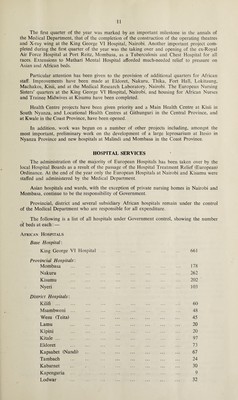 11
The first quarter of the year was marked by an important milestone in the annals of
the Medical Department, that of the completion of the construction of the operating theatres
and X-ray wing at the King George VI Hospital, Nairobi. Another important project com-
pleted during the first quarter of the year was the taking over and opening of the ex-Royal
Air Force Hospital at Port Reitz, Mombasa, as a Tuberculosis and Chest Hospital for all
races. Extensions to Mathari Mental Hospital afforded much-needed relief to pressure on
Asian and African beds.
Particular attention has been given to the provision of additional quarters for African
staff. Improvements have been made at Eldoret, Nakuru, Thika, Fort Hall, Lokitaung,
Machakos, Kisii, and at the Medical Research Laboratory, Nairobi. The European Nursing
Sisters' quarters at the King George VI Hospital, Nairobi, and housing for African Nurses
and Trainee Midwives at Kisumu have been completed.
Health Centre projects have been given priority and a Main Health Centre at Kisii in
South Nyanza, and Locational Health Centres at Githunguri in the Central Province, and
at Kwale in the Coast Province, have been opened.
In addition, work was begun on a number of other projects including, amongst the
most important, preliminary work on the development of a large leprosarium at Itesio in
Nyanza Province and new hospitals at Malindi and Mombasa in the Coast Province.
HOSPITAL SERVICES
The administration of the majority of European Hospitals has been taken over by the
local Hospital Boards as a result of the passage of the Hospital Treatment Relief (European)
Ordinance. At the end of the year only the European Hospitals at Nairobi and Kisumu were
staffed and administered by the Medical Department.
Asian hospitals and wards, with the exception of private nursing homes in Nairobi and
Mombasa, continue to be the responsibility of Government.
Provincial, district and several subsidiary African hospitals remain under the control
of the Medical Department who are responsible for all expenditure.
The following is a list of all hospitals under Government control, showing the number
of beds at each :—
AFRICAN HOSPITALS
Base Hospital:
King George VI Hospital 661
Provincial Hospitals:
Mombasa 178
Nakuru 262
Kisumu 202
Nyeri 103
District Hospitals:
Kilifi 60
Msambweni 48
Wesu (Taita) 45
Lamu 20
Kipini 20
Kitale 97
Eldoret 73
Kapsabet (Nandi) 67
Tambach 24
Kabarnet 30
Kapenguria 9
Lodwar 32